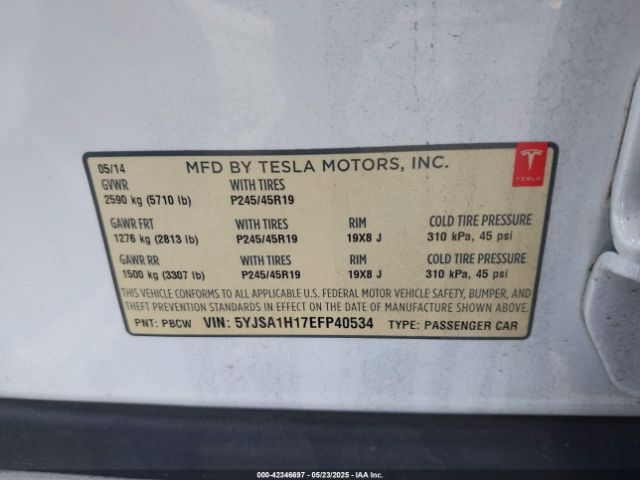 05/14 MFD BY TESLA MOTORS, INC.
TESLA
GVWR WITH TIRES
2590 kg (5710 lb) P245/45R19
GAWR FRT WITH TIRES RIM COLD TIRE PRESSURE
1276 kg (2813 lb) P245/45R19 19X8 J 310 kPa, 45 psi
GAWR RR WITH TIRES RIM COLD TIRE PRESSURE
1500 kg (3307 lb) P245/45R19 19X8 J 310 kPa, 45 psi
THIS VEHICLE CONFORMS TO ALL APPLICABLE U.S. FEDERAL MOTOR VEHICLE SAFETY, BUMPER, AND
THEFT PREVENTION STANDARDS IN EFFECT ON THE DATE OF MANUFACTURE SHOWN ABOVE.
PNT: PBCW VIN: 5YJSA1H17EFP40534 TYPE: PASSENGER CAR
000-42346697 - 05/23/2025 - IAA Inc.